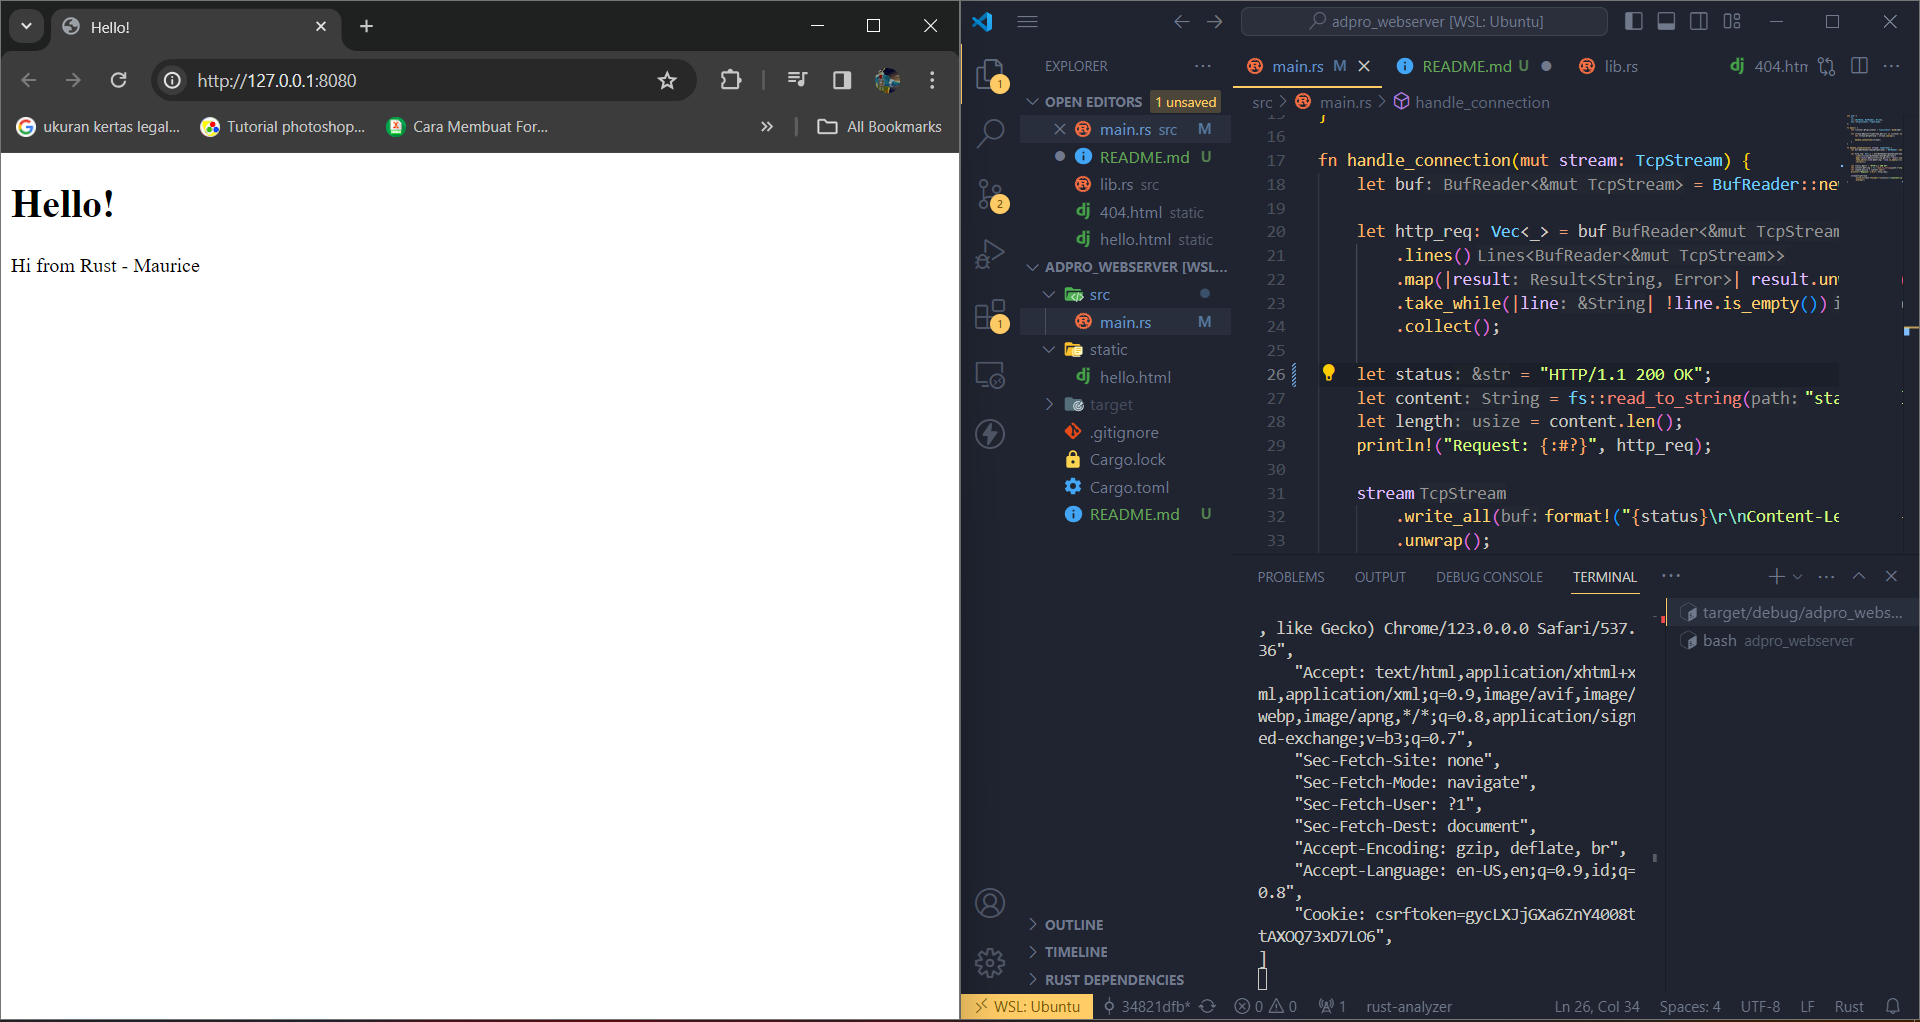 Hello!
http://127.0.0.1:8080
ukuran kertas legal...
Tutorial photoshop...
Cara Membuat For...
All Bookmarks
Hello!
Hi from Rust - Maurice
adpro_webserver [WSL: Ubuntu]
EXPLORER
OPEN EDITORS 1 unsaved
main.rs src M
README.md U
lib.rs src
404.html static
hello.html static
ADPRO_WEBSERVER [WSL...
src
main.rs M
static
hello.html
target
.gitignore
Cargo.lock
Cargo.toml
README.md U
OUTLINE
TIMELINE
RUST DEPENDENCIES
1
2
1
main.rs M
README.md U
lib.rs
404.htm
src > main.rs > handle_connection
16
17 fn handle_connection(mut stream: TcpStream) {
18 let buf: BufReader<&mut TcpStream> = BufReader::new
19
20 let http_req: Vec<_> = buf BufReader<&mut TcpStream
21 .lines() Lines<BufReader<&mut TcpStream>>
22 .map(|result: Result<String, Error>| result.unw
23 .take_while(|line: &String| !line.is_empty()) i
24 .collect();
25
26 let status: &str = "HTTP/1.1 200 OK";
27 let content: String = fs::read_to_string(path: "sta
28 let length: usize = content.len();
29 println!("Request: {:#?}", http_req);
30
31 stream TcpStream
32 .write_all(buf: format!("{status}\r\nContent-Le
33 .unwrap();
PROBLEMS OUTPUT DEBUG CONSOLE TERMINAL
, like Gecko) Chrome/123.0.0.0 Safari/537.
36",
"Accept: text/html,application/xhtml+x
ml,application/xml;q=0.9,image/avif,image/
webp,image/apng,*/*;q=0.8,application/sign
ed-exchange;v=b3;q=0.7",
"Sec-Fetch-Site: none",
"Sec-Fetch-Mode: navigate",
"Sec-Fetch-User: ?1",
"Sec-Fetch-Dest: document",
"Accept-Encoding: gzip, deflate, br",
"Accept-Language: en-US,en;q=0.9,id;q=
0.8",
"Cookie: csrftoken=gycLXJjGXa6ZnY4008t
tAXOQ73xD7LO6",
]
target/debug/adpro_webs...
bash adpro_webserver
WSL: Ubuntu
34821dfb*
0 0
1
rust-analyzer
Ln 26, Col 34
Spaces: 4
UTF-8
LF
Rust